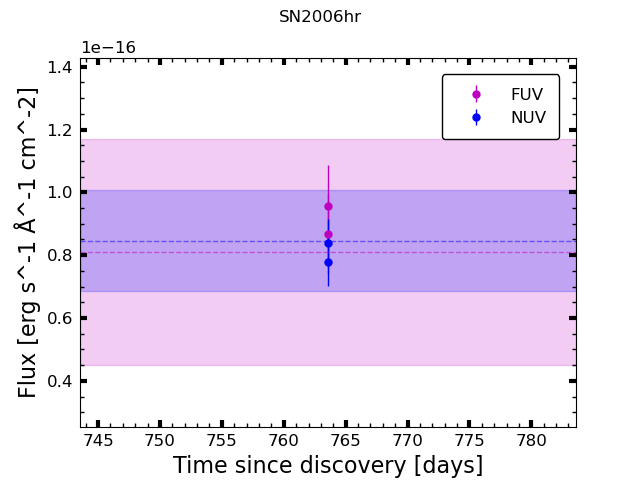 SN2006hr
1e−16
1.4
1.2
1.0
0.8
0.6
0.4
Flux [erg s^-1 Å^-1 cm^-2]
FUV
NUV
745 750 755 760 765 770 775 780
Time since discovery [days]